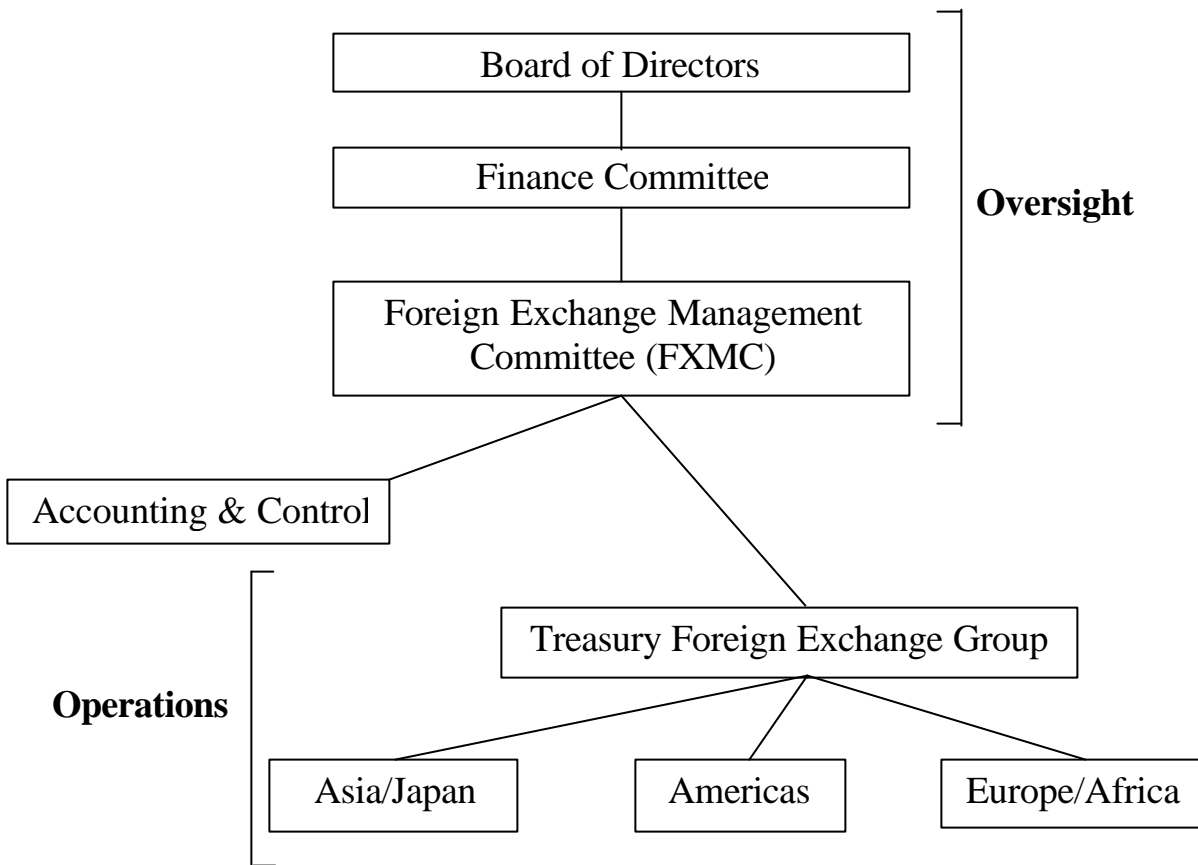 Board of Directors
Finance Committee
Oversight
Foreign Exchange Management
Committee (FXMC)
Accounting & Control
Treasury Foreign Exchange Group
Operations
Asia/Japan
Americas
Europe/Africa